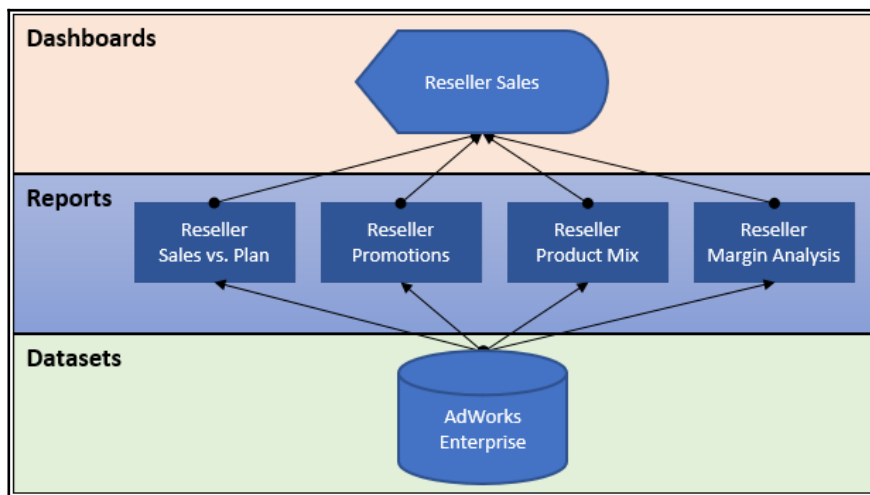 Dashboards
Reseller Sales
Reports
Reseller
Sales vs. Plan
Reseller
Promotions
Reseller
Product Mix
Reseller
Margin Analysis
Datasets
AdWorks
Enterprise